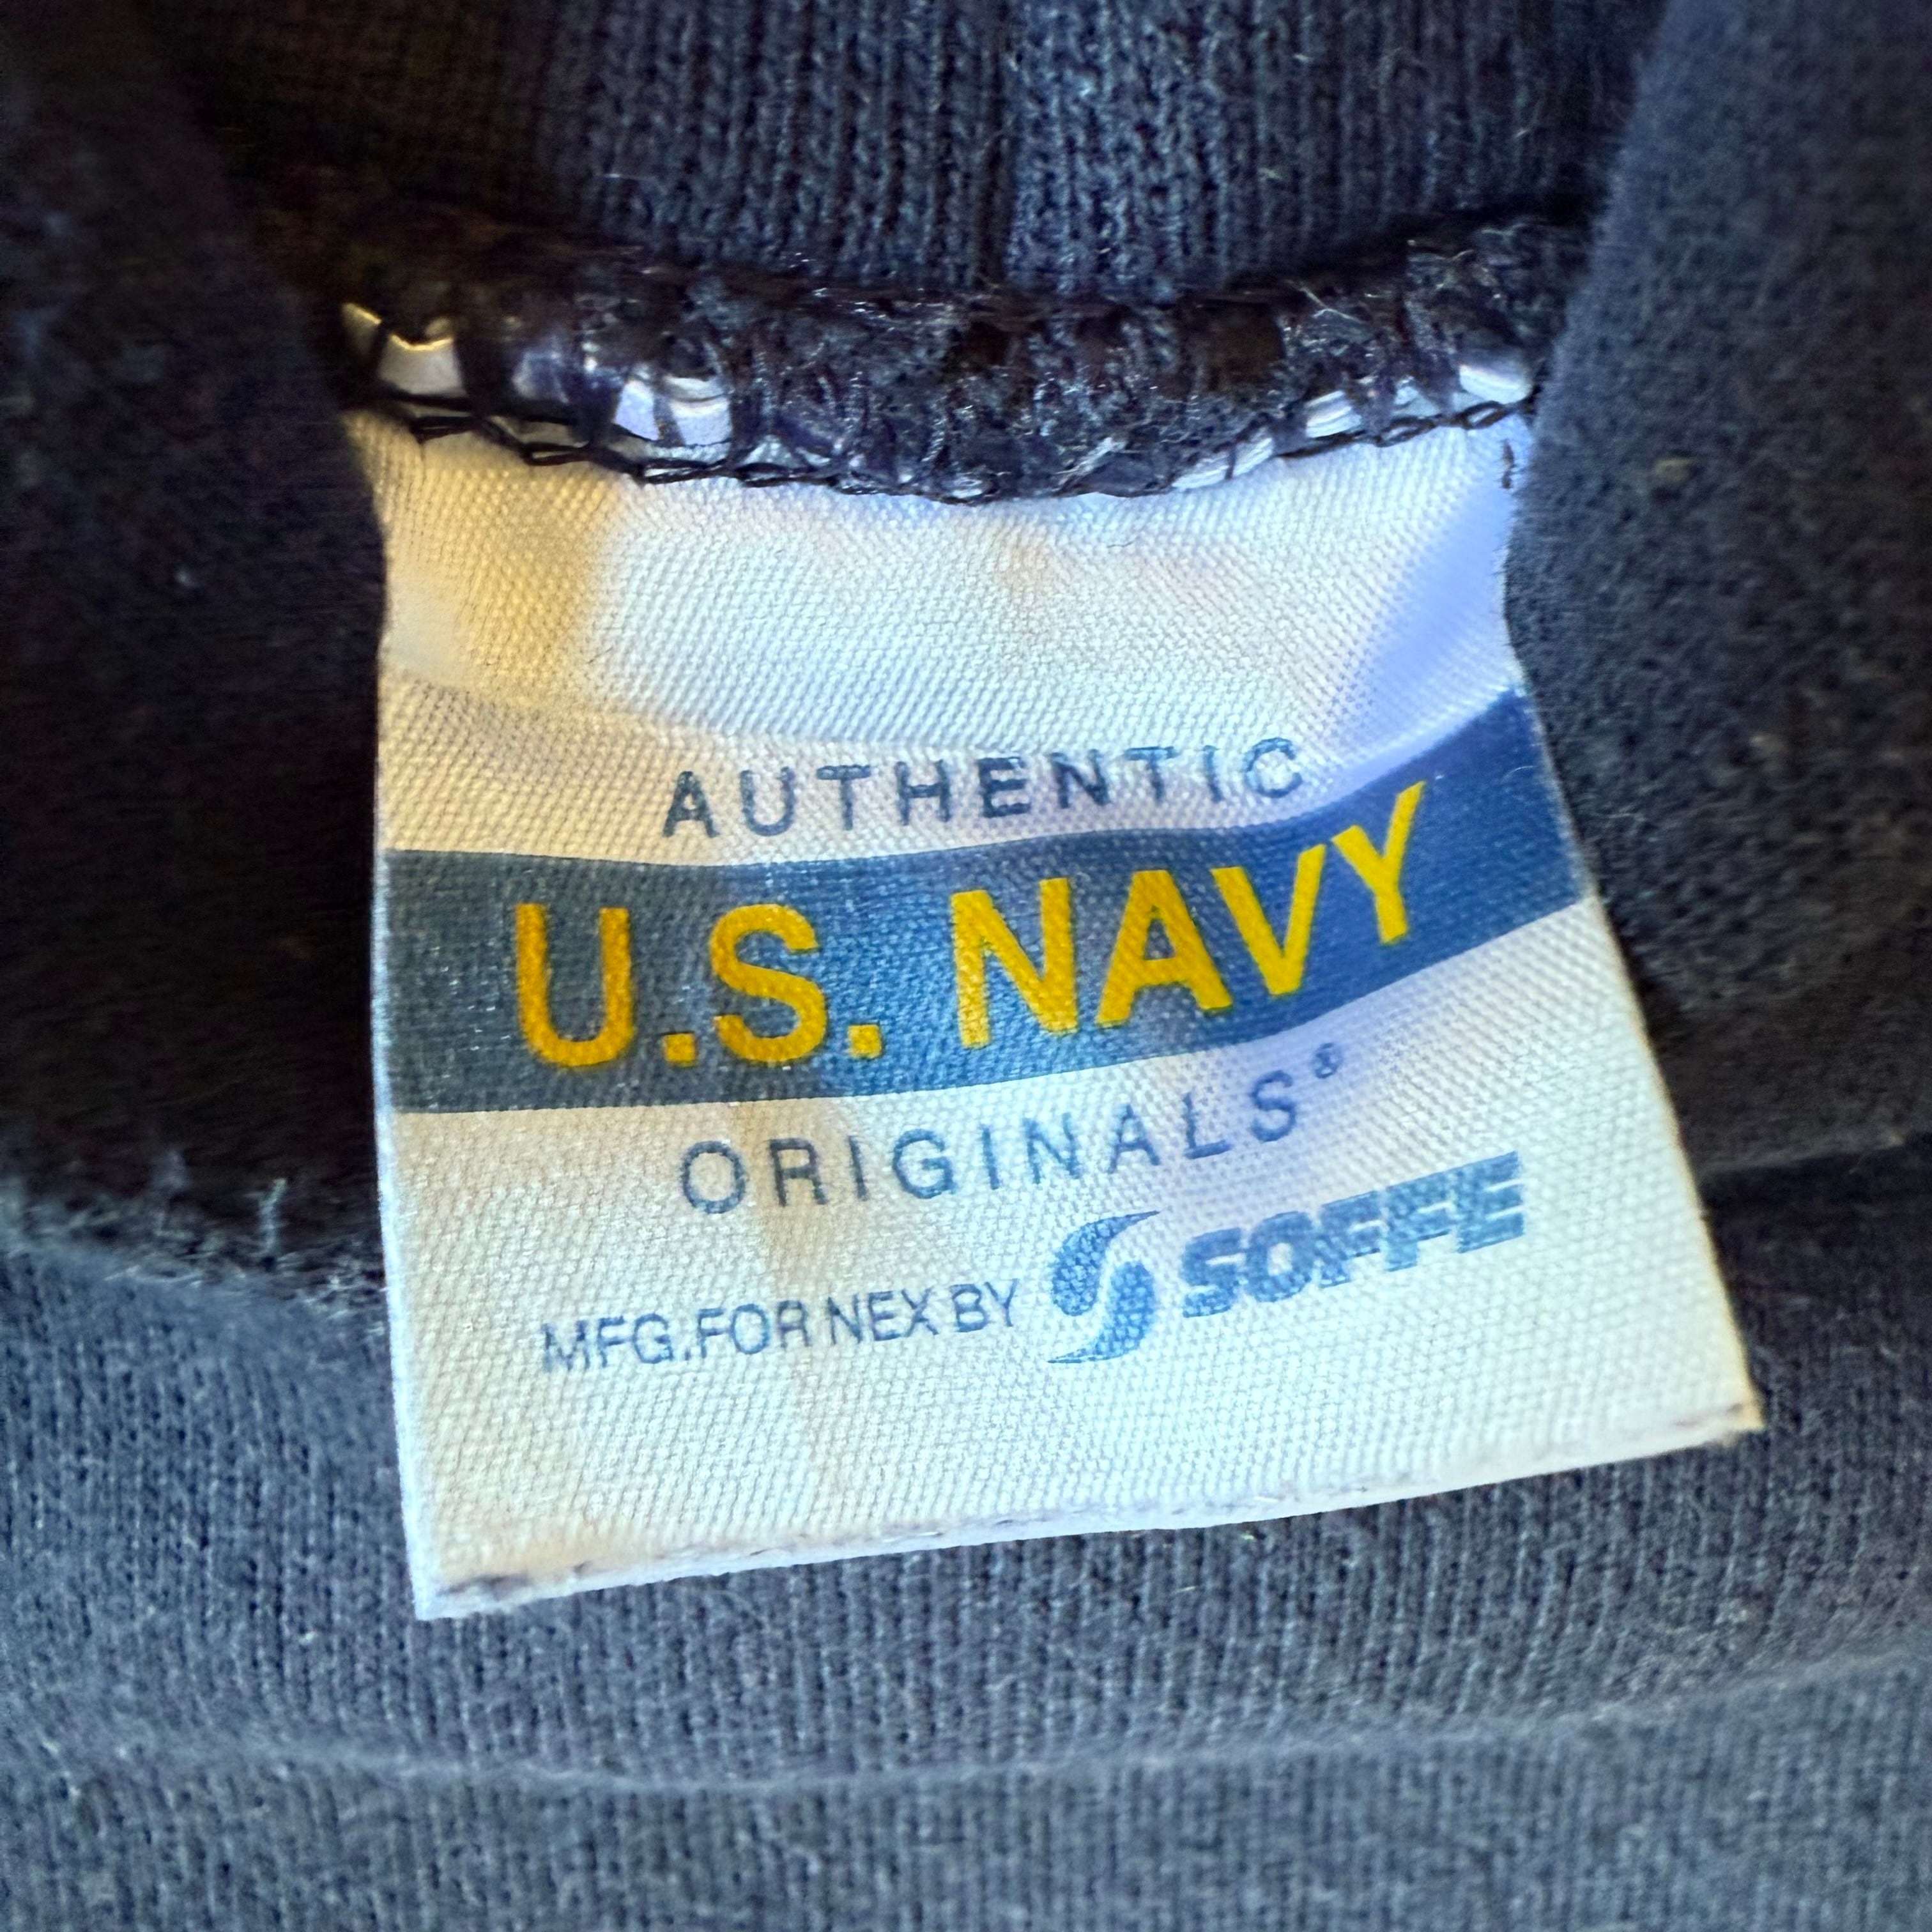 AUTHENTIC
U.S. NAVY
ORIGINALS®
MFG.FOR NEX BY SOFFE